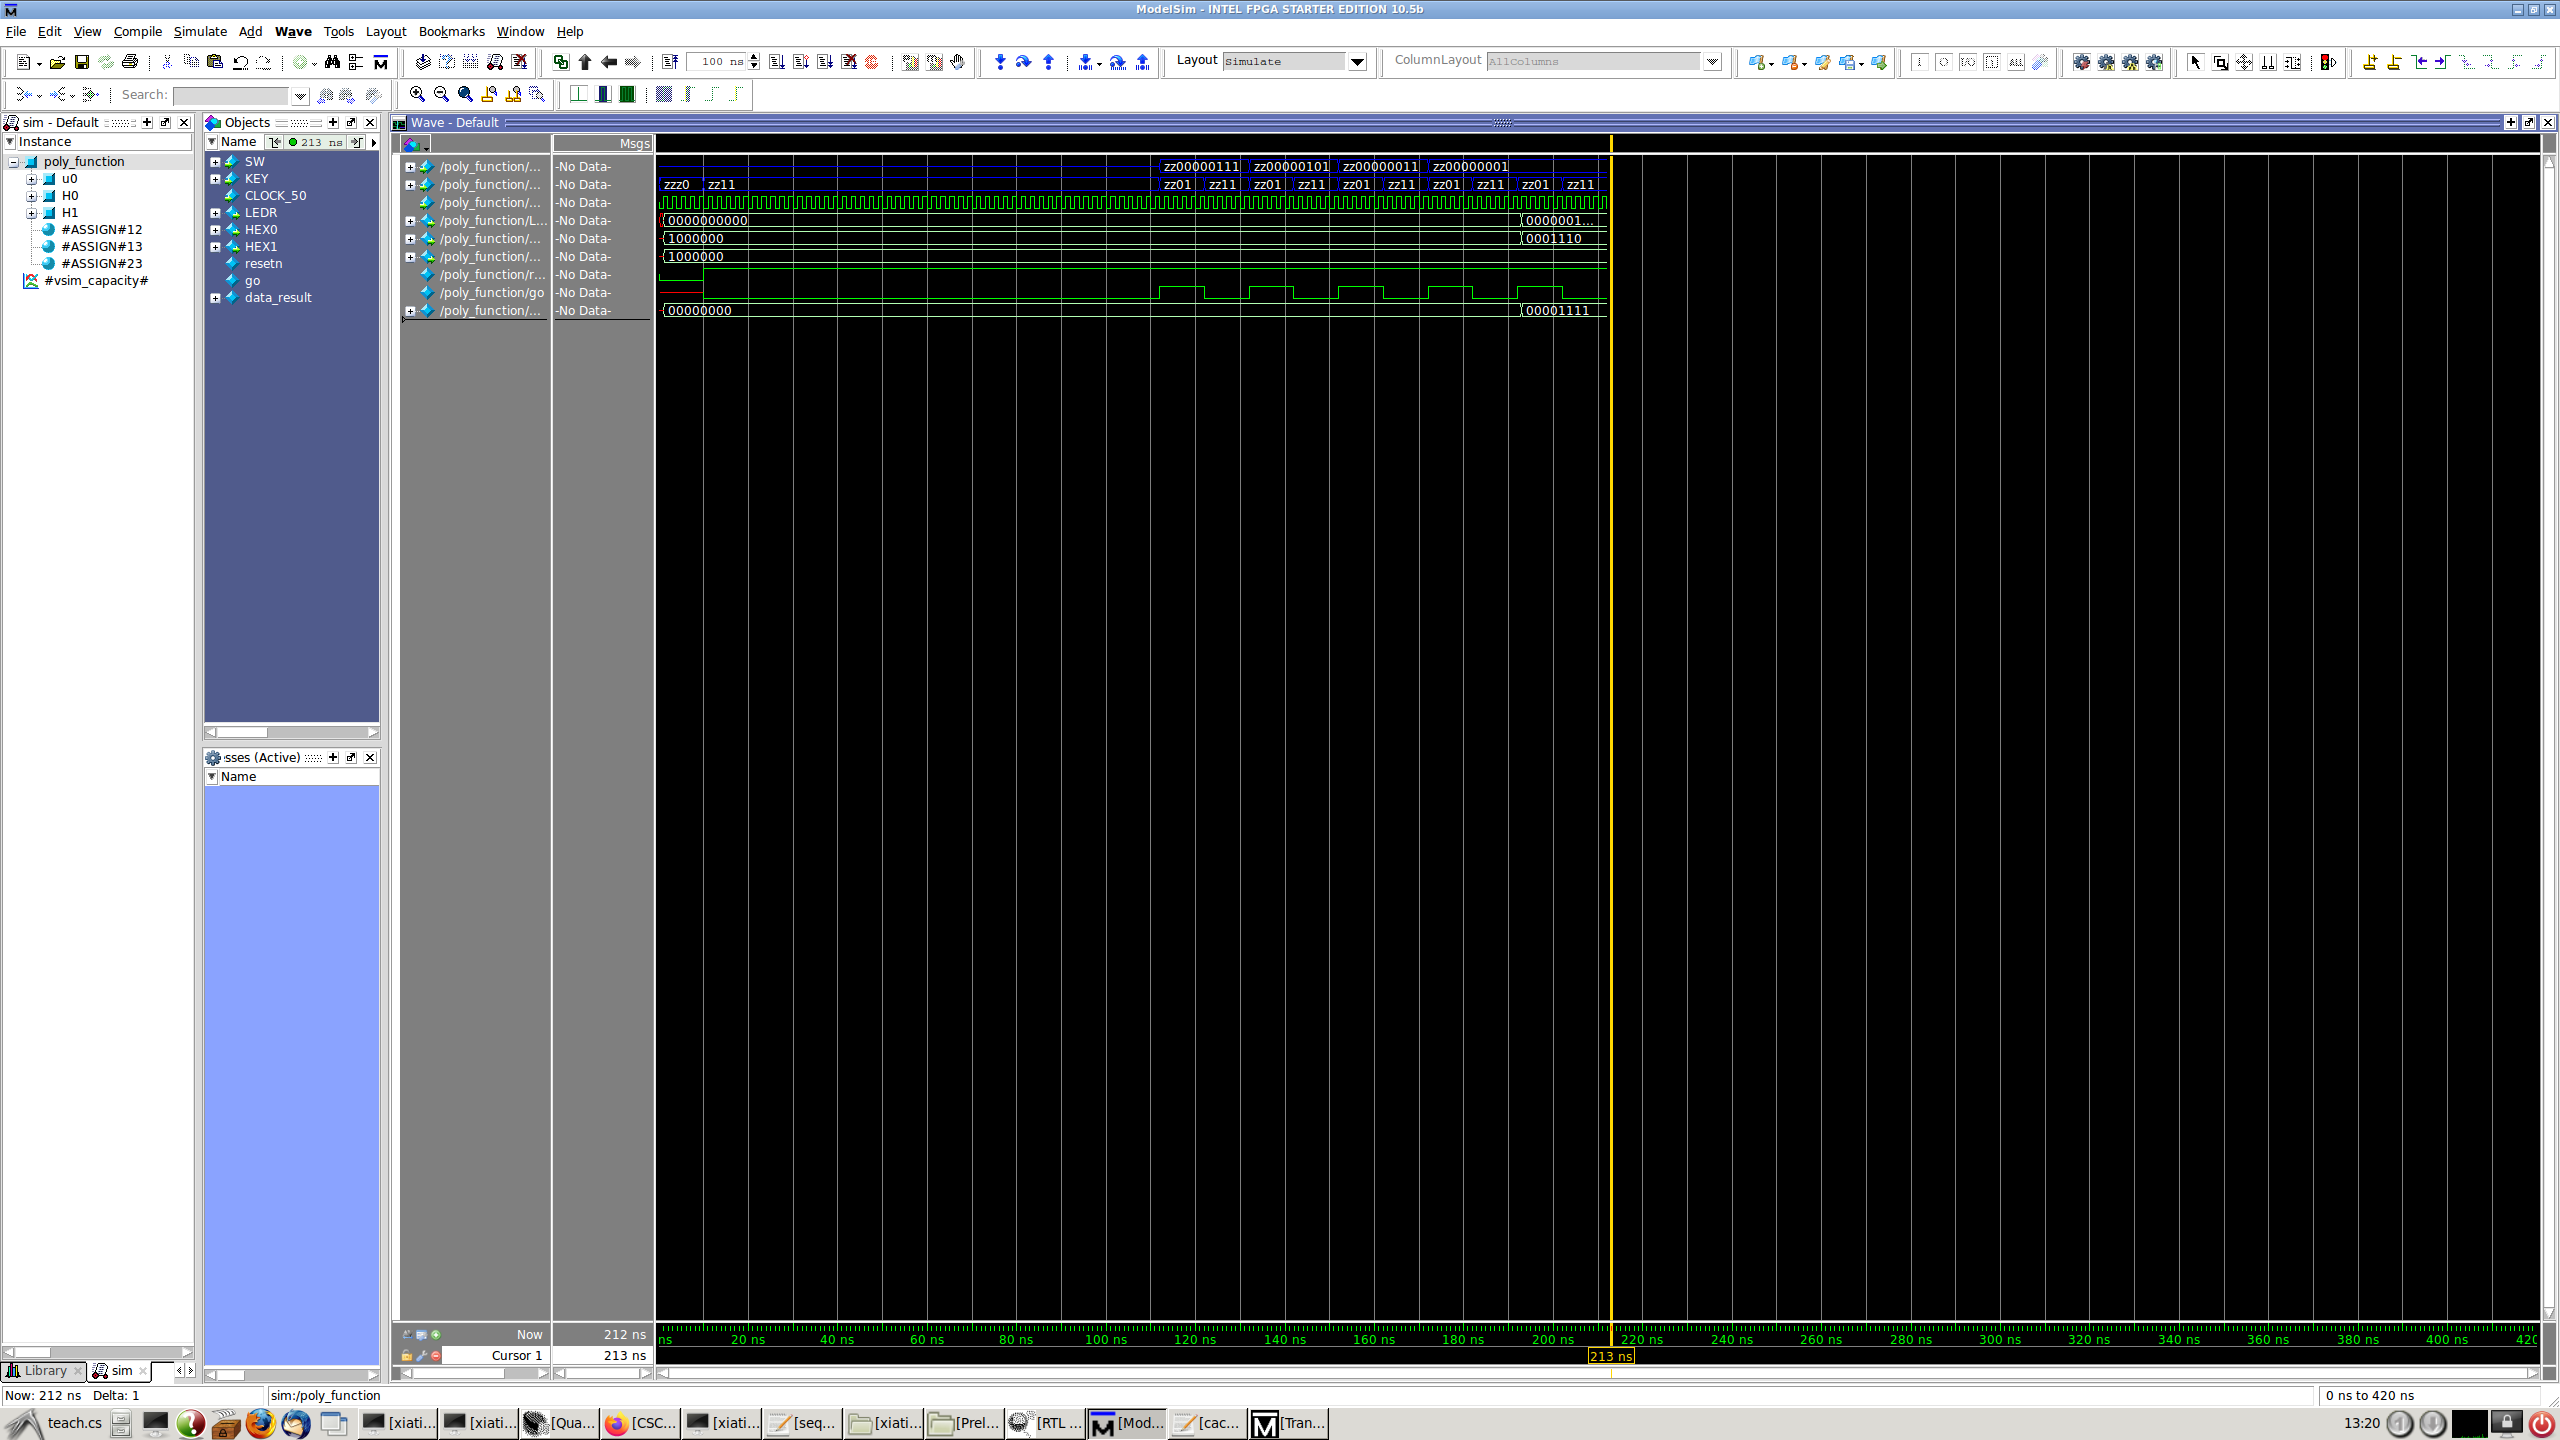 ModelSim - INTEL FPGA STARTER EDITION 10.5b
File Edit View Compile Simulate Add Wave Tools Layout Bookmarks Window Help
100 ns
Layout Simulate
ColumnLayout AllColumns
Search:
sim - Default
Instance
poly_function
u0
H0
H1
#ASSIGN#12
#ASSIGN#13
#ASSIGN#23
#vsim_capacity#
Library
sim
Objects
Name
213 ns
SW
KEY
CLOCK_50
LEDR
HEX0
HEX1
resetn
go
data_result
sses (Active)
Name
Wave - Default
Msgs
/poly_function/... -No Data- zz00000111 zz00000101 zz00000011 zz00000001
/poly_function/... -No Data- zzz0 zz11 zz01 zz11 zz01 zz11 zz01 zz11 zz01 zz11 zz01 zz11
/poly_function/... -No Data-
/poly_function/L... -No Data- 0000000000 0000001...
/poly_function/... -No Data- 1000000 0001110
/poly_function/... -No Data- 1000000
/poly_function/r... -No Data-
/poly_function/go -No Data-
/poly_function/... -No Data- 00000000 00001111
Now 212 ns
ns 20 ns 40 ns 60 ns 80 ns 100 ns 120 ns 140 ns 160 ns 180 ns 200 ns 220 ns 240 ns 260 ns 280 ns 300 ns 320 ns 340 ns 360 ns 380 ns 400 ns 420
Cursor 1 213 ns
213 ns
Now: 212 ns Delta: 1
sim:/poly_function
0 ns to 420 ns
teach.cs
[xiati...
[xiati...
[Qua...
[CSC...
[xiati...
[seq...
[xiati...
[Prel...
[RTL ...
[Mod...
[cac...
[Tran...
13:20
1
2